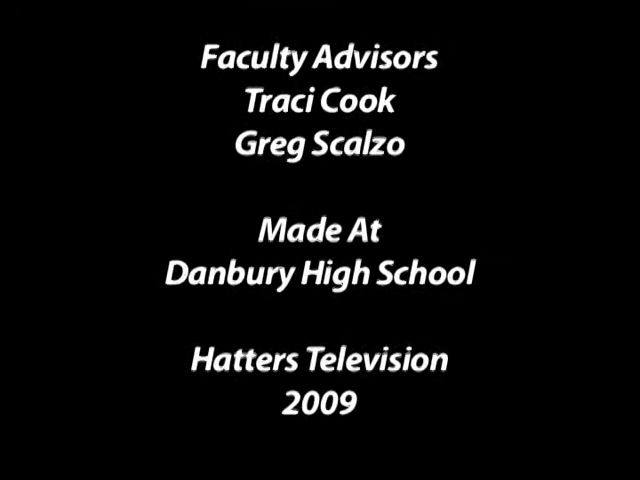 Faculty Advisors
Traci Cook
Greg Scalzo
Made At
Danbury High School
Hatters Television
2009